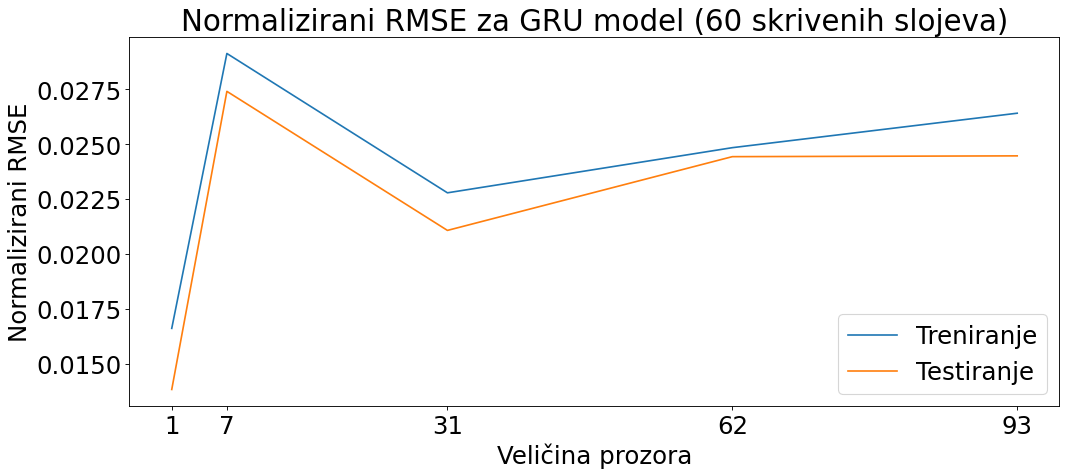 Normalizirani RMSE za GRU model (60 skrivenih slojeva)
Normalizirani RMSE
0.0275
0.0250
0.0225
0.0200
0.0175
0.0150
Treniranje
Testiranje
1 7 31 62 93
Veličina prozora